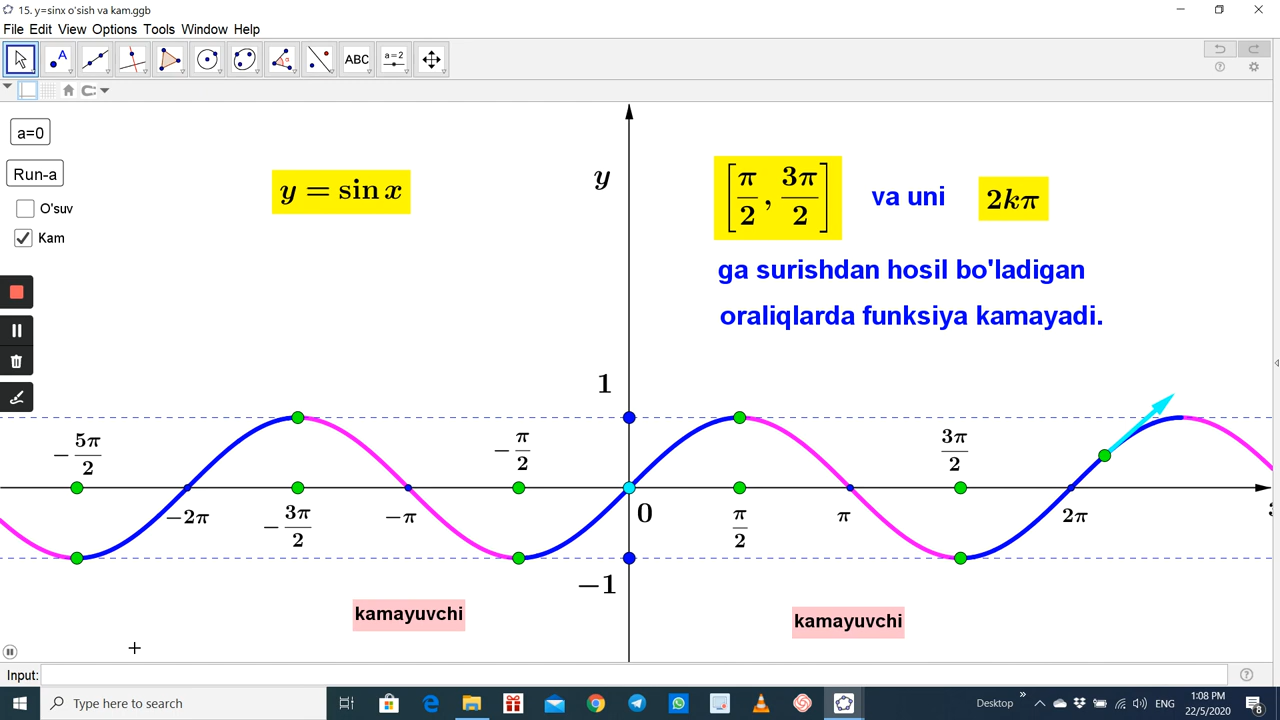 15. y=sinx o'sish va kam.ggb
File Edit View Options Tools Window Help
ABC
a=2
a=0
Run-a
O'suv
Kam
y = sin x
y
[π/2, 3π/2] va uni 2kπ
ga surishdan hosil bo'ladigan
oraliqlarda funksiya kamayadi.
1
−5π/2
−π/2
3π/2
−2π
−3π/2
−π
0
π/2
π
2π
−1
kamayuvchi
kamayuvchi
Input:
Type here to search
Desktop
ENG
1:08 PM
22/5/2020
8